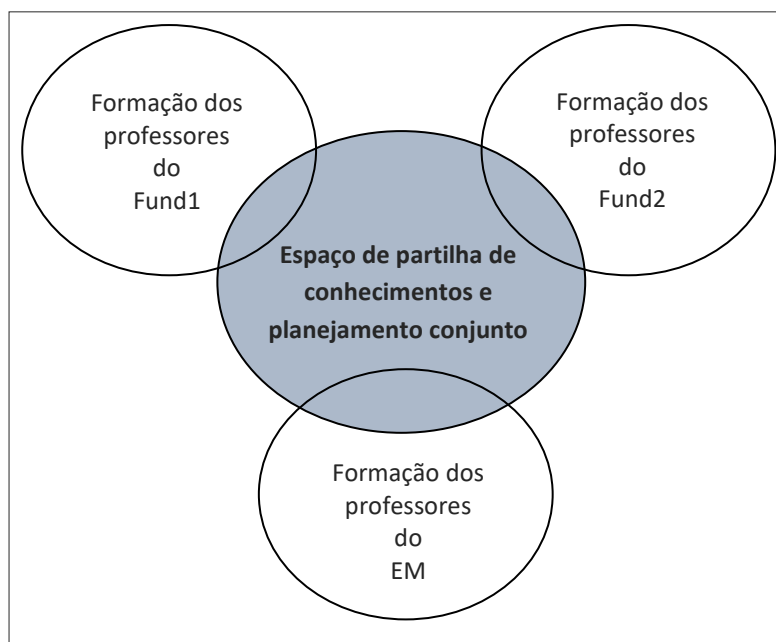 Formação dos
professores
do
Fund1
Formação dos
professores
do
Fund2
Espaço de partilha de
conhecimentos e
planejamento conjunto
Formação dos
professores
do
EM